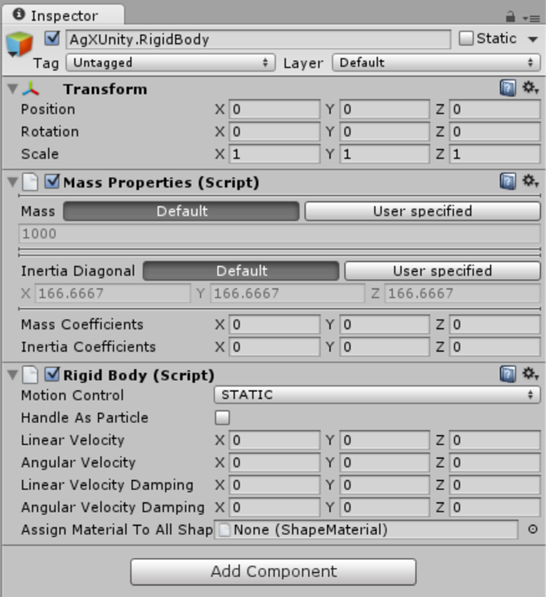 Inspector
AgXUnity.RigidBody Static
Tag Untagged Layer Default
Transform
Position X 0 Y 0 Z 0
Rotation X 0 Y 0 Z 0
Scale X 1 Y 1 Z 1
Mass Properties (Script)
Mass Default User specified
1000
Inertia Diagonal Default User specified
X 166.6667 Y 166.6667 Z 166.6667
Mass Coefficients X 0 Y 0 Z 0
Inertia Coefficients X 0 Y 0 Z 0
Rigid Body (Script)
Motion Control STATIC
Handle As Particle
Linear Velocity X 0 Y 0 Z 0
Angular Velocity X 0 Y 0 Z 0
Linear Velocity Damping X 0 Y 0 Z 0
Angular Velocity Damping X 0 Y 0 Z 0
Assign Material To All Shap None (ShapeMaterial)
Add Component